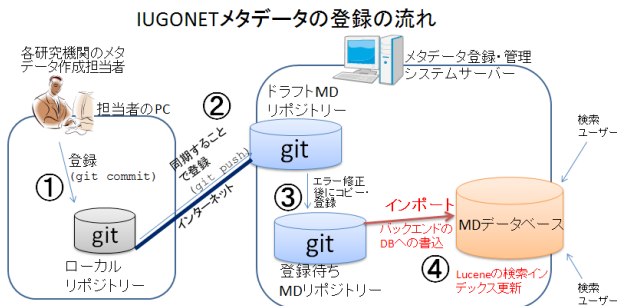 IUGONETメタデータの登録の流れ
各研究機関のメタ
データ作成担当者
担当者のPC
登録
(git commit)
①
git
ローカル
リポジトリー
②
同期すること
で登録
(git push)
インターネット
メタデータ登録・管理
システムサーバー
ドラフトMD
リポジトリー
git
③
エラー修正
後にコピー・
登録
git
登録待ち
MDリポジトリー
インポート
バックエンドの
DBへの書込
④
MDデータベース
Luceneの検索イン
デックス更新
検索
ユーザー
検索
ユーザー